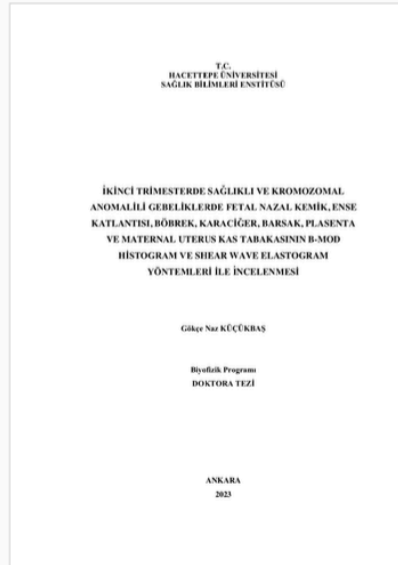 T.C.
HACETTEPE ÜNİVERSİTESİ
SAĞLIK BİLİMLERİ ENSTİTÜSÜ
İKİNCİ TRİMESTERDE SAĞLIKLI VE KROMOZOMAL
ANOMALİLİ GEBELİKLERDE FETAL NAZAL KEMİK, ENSE
KATLANTISI, BÖBREK, KARACİĞER, BARSAK, PLASENTA
VE MATERNAL UTERUS KAS TABAKASININ B-MOD
HİSTOGRAM VE SHEAR WAVE ELASTOGRAM
YÖNTEMLERİ İLE İNCELENMESİ
Gökçe Naz KÜÇÜKBAŞ
Biyofizik Programı
DOKTORA TEZİ
ANKARA
2023